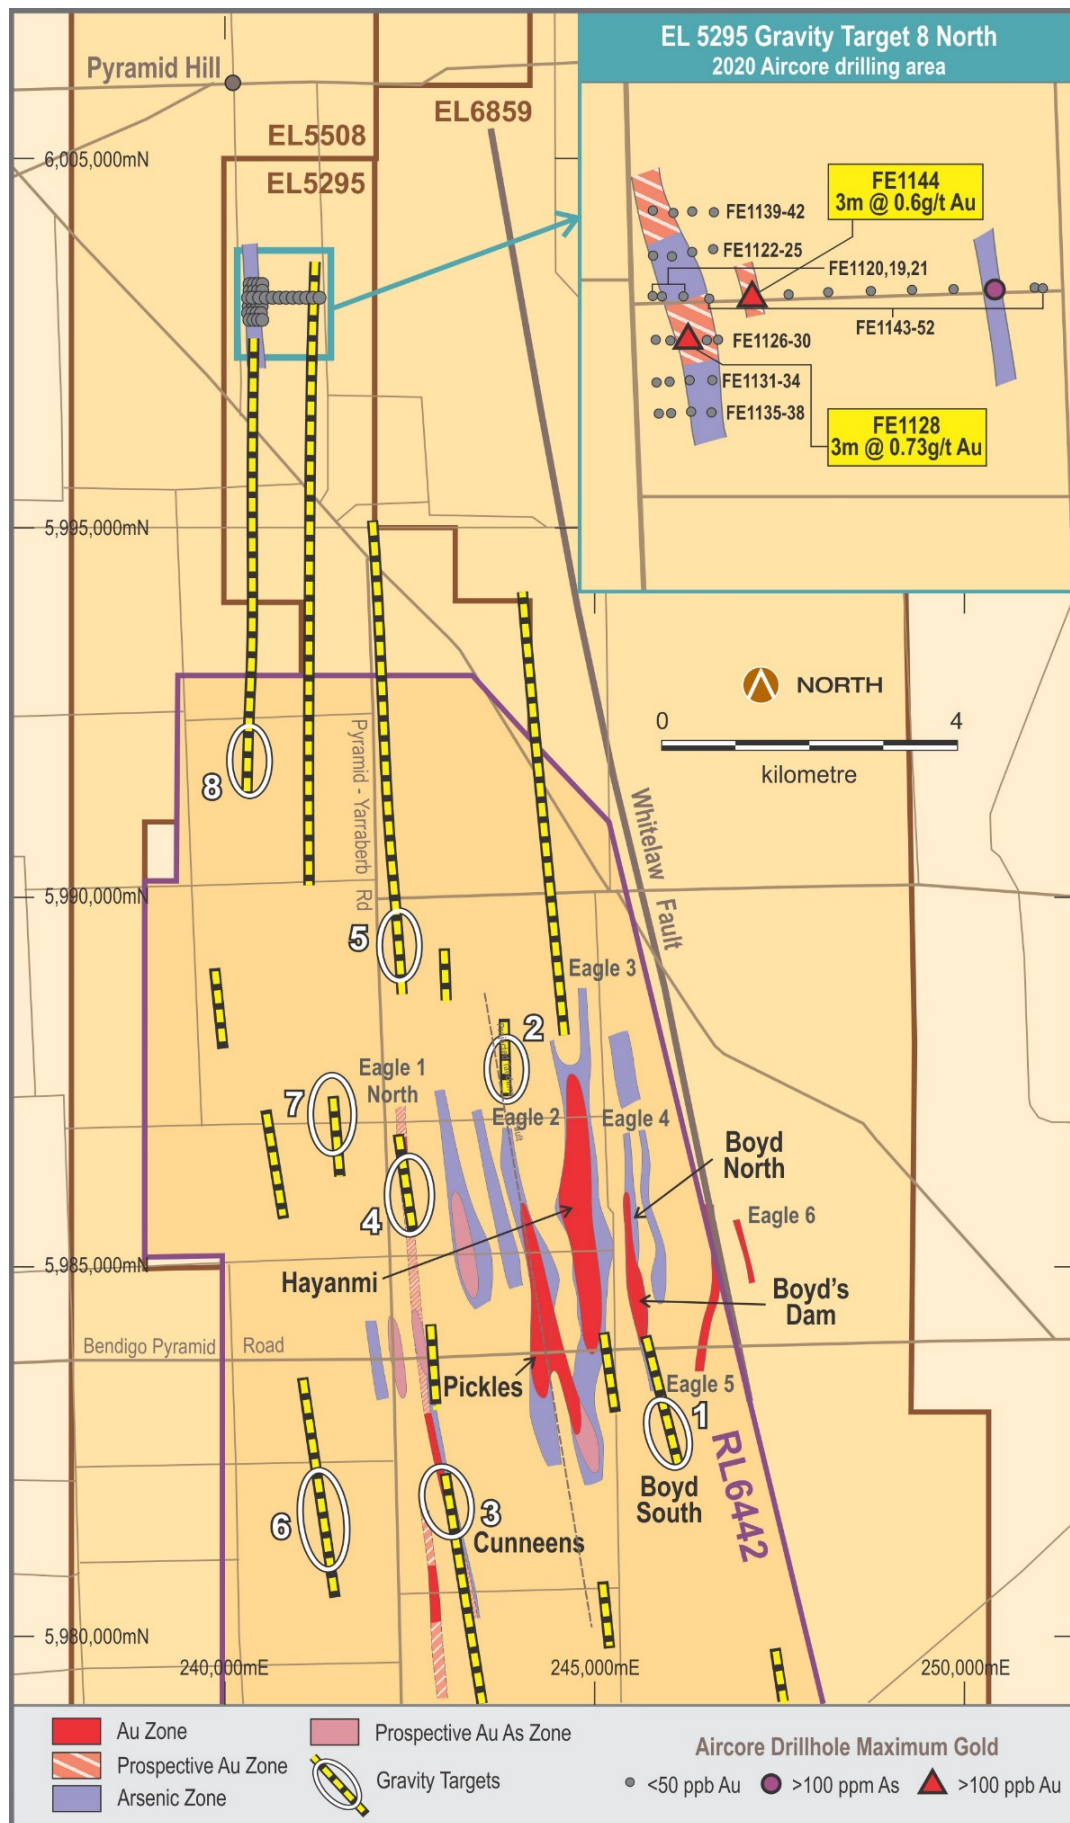 EL 5295 Gravity Target 8 North
2020 Aircore drilling area
Pyramid Hill
EL6859
EL5508
EL5295
6,005,000mN
FE1144
3m @ 0.6g/t Au
FE1139-42
FE1122-25
FE1120,19,21
FE1143-52
FE1126-30
FE1131-34
FE1135-38
FE1128
3m @ 0.73g/t Au
5,995,000mN
NORTH
0
4
kilometre
8
Pyramid - Yarraberb Rd
Whitelaw Fault
5,990,000mN
5
Eagle 3
2
Eagle 1
North
7
Eagle 2
Eagle 4
Boyd
North
4
Eagle 6
5,985,000mN
Hayanmi
Boyd's
Dam
Bendigo Pyramid Road
Pickles
Eagle 5
1
RL6442
Boyd
South
6
3
Cunneens
5,980,000mN
240,000mE
245,000mE
250,000mE
Au Zone
Prospective Au As Zone
Prospective Au Zone
Gravity Targets
Arsenic Zone
Aircore Drillhole Maximum Gold
<50 ppb Au
>100 ppm As
>100 ppb Au